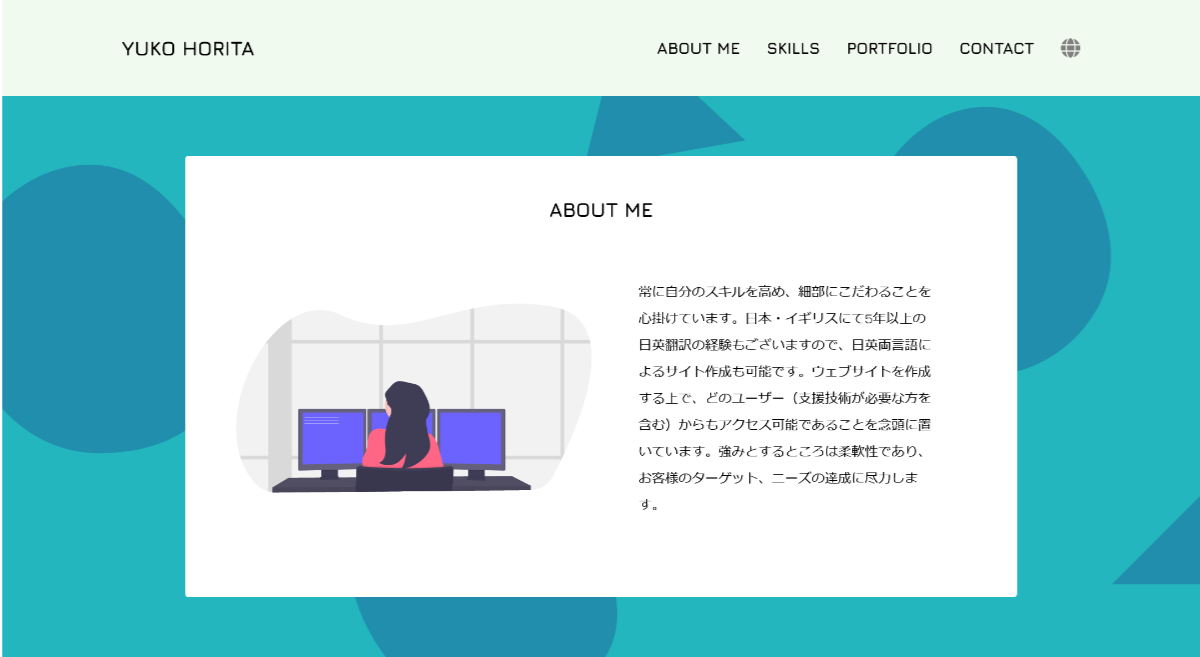 YUKO HORITA
ABOUT ME SKILLS PORTFOLIO CONTACT
ABOUT ME
常に自分のスキルを高め、細部にこだわることを
心掛けています。日本・イギリスにて5年以上の
日英翻訳の経験もございますので、日英両言語に
よるサイト作成も可能です。ウェブサイトを作成
する上で、どのユーザー（支援技術が必要な方を
含む）からもアクセス可能であることを念頭に置
いています。強みとするところは柔軟性であり、
お客様のターゲット、ニーズの達成に尽力しま
す。